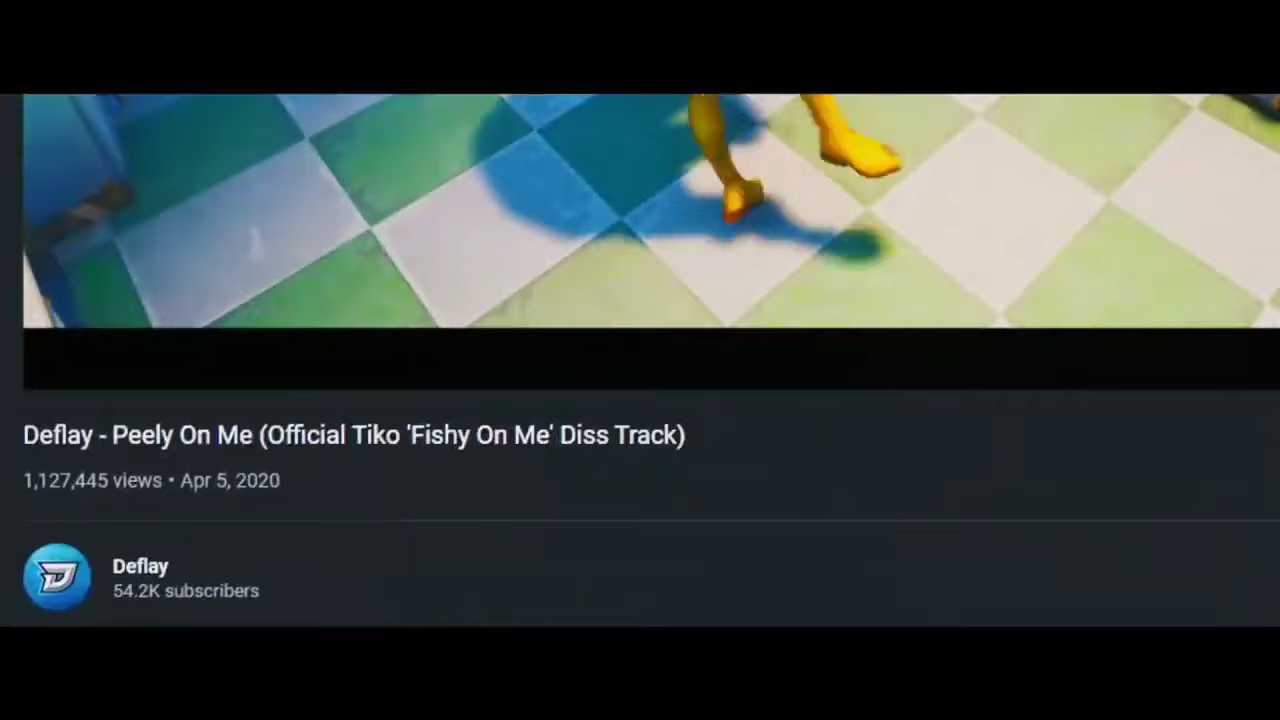 Deflay - Peely On Me (Official Tiko 'Fishy On Me' Diss Track)
1,127,445 views • Apr 5, 2020
D
Deflay
54.2K subscribers